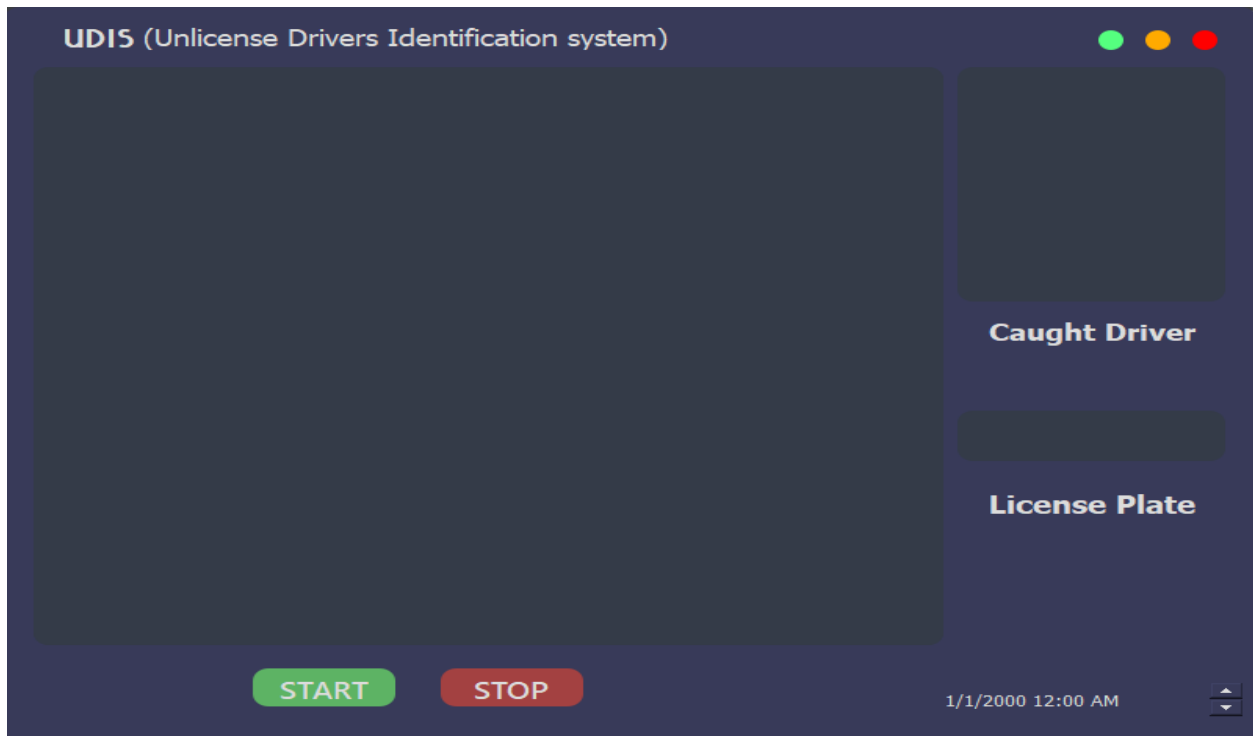 UDIS (Unlicense Drivers Identification system)
Caught Driver
License Plate
START
STOP
1/1/2000 12:00 AM